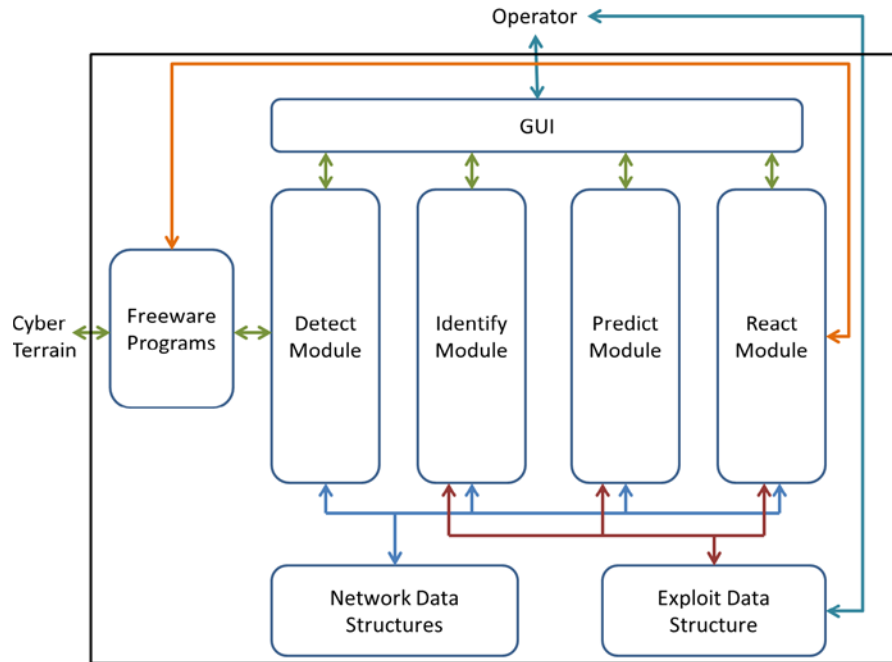 Operator
GUI
Cyber
Terrain
Freeware
Programs
Detect
Module
Identify
Module
Predict
Module
React
Module
Network Data
Structures
Exploit Data
Structure